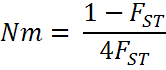 Nm = (1 − F_ST) / (4F_ST)